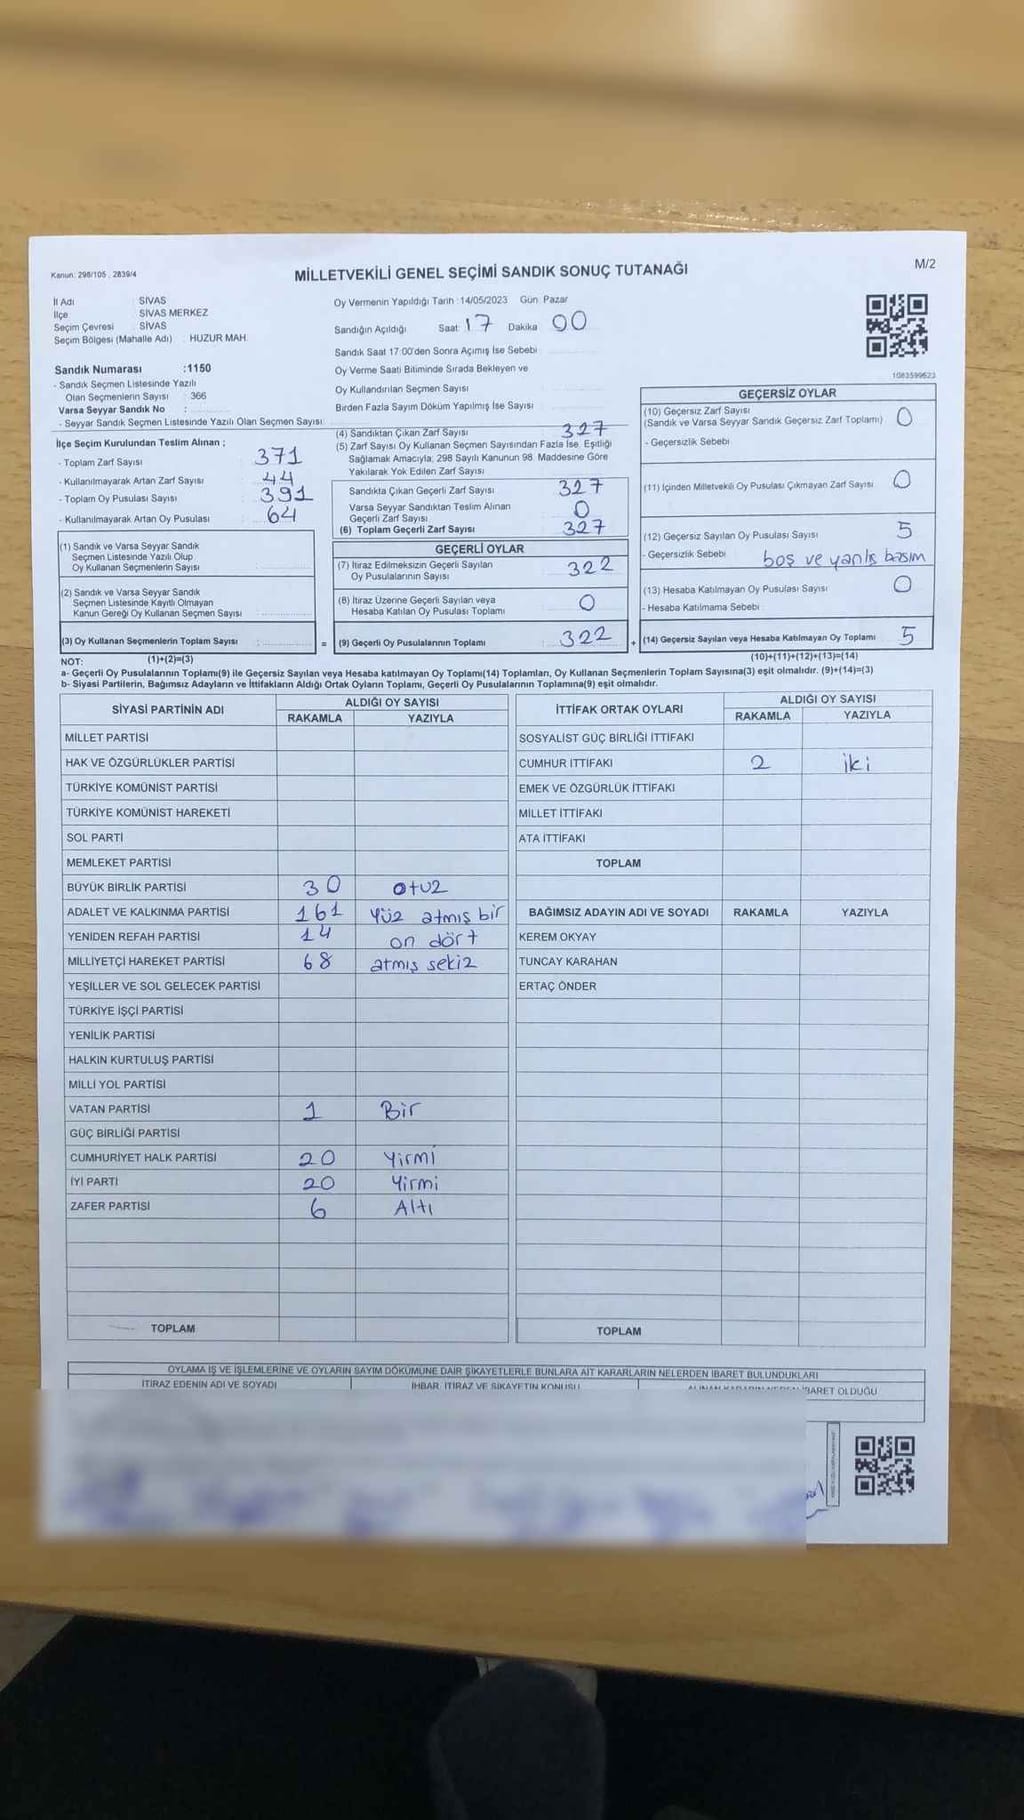 Kanun: 298/105 , 2839/4
MİLLETVEKİLİ GENEL SEÇİMİ SANDIK SONUÇ TUTANAĞI
M/2
İl Adı : SİVAS
İlçe : SİVAS MERKEZ
Seçim Çevresi : SİVAS
Seçim Bölgesi (Mahalle Adı) : HUZUR MAH.
Oy Vermenin Yapıldığı Tarih :14/05/2023 Gün: Pazar
Sandığın Açıldığı Saat: 17 Dakika 00
Sandık Saat 17:00'den Sonra Açımış İse Sebebi
Oy Verme Saati Bitiminde Sırada Bekleyen ve
Oy Kullandırılan Seçmen Sayısı
Birden Fazla Sayım Döküm Yapılmış İse Sayısı
1083599623
Sandık Numarası :1150
- Sandık Seçmen Listesinde Yazılı
Olan Seçmenlerin Sayısı : 366
Varsa Seyyar Sandık No :
- Seyyar Sandık Seçmen Listesinde Yazılı Olan Seçmen Sayısı:
İlçe Seçim Kurulundan Teslim Alınan ;
- Toplam Zarf Sayısı 371
- Kullanılmayarak Artan Zarf Sayısı 44
- Toplam Oy Pusulası Sayısı 391
- Kullanılmayarak Artan Oy Pusulası 64
(1) Sandık ve Varsa Seyyar Sandık
Seçmen Listesinde Yazılı Olup
Oy Kullanan Seçmenlerin Sayısı
(2) Sandık ve Varsa Seyyar Sandık
Seçmen Listesinde Kayıtlı Olmayan
Kanun Gereği Oy Kullanan Seçmen Sayısı
(3) Oy Kullanan Seçmenlerin Toplam Sayısı =
(1)+(2)=(3)
(4) Sandıktan Çıkan Zarf Sayısı 327
(5) Zarf Sayısı Oy Kullanan Seçmen Sayısından Fazla İse, Eşitliği
Sağlamak Amacıyla; 298 Sayılı Kanunun 98. Maddesine Göre
Yakılarak Yok Edilen Zarf Sayısı
Sandıkta Çıkan Geçerli Zarf Sayısı 327
Varsa Seyyar Sandıktan Teslim Alınan
Geçerli Zarf Sayısı 0
(6) Toplam Geçerli Zarf Sayısı 327
GEÇERLİ OYLAR
(7) İtiraz Edilmeksizin Geçerli Sayılan
Oy Pusulalarının Sayısı 322
(8) İtiraz Üzerine Geçerli Sayılan veya
Hesaba Katılan Oy Pusulası Toplamı 0
(9) Geçerli Oy Pusulalarının Toplamı 322 +
GEÇERSİZ OYLAR
(10) Geçersiz Zarf Sayısı
(Sandık ve Varsa Seyyar Sandık Geçersiz Zarf Toplamı) 0
- Geçersizlik Sebebi
(11) İçinden Milletvekili Oy Pusulası Çıkmayan Zarf Sayısı 0
(12) Geçersiz Sayılan Oy Pusulası Sayısı 5
- Geçersizlik Sebebi boş ve yanlış basım
(13) Hesaba Katılmayan Oy Pusulası Sayısı 0
- Hesaba Katılmama Sebebi
(14) Geçersiz Sayılan veya Hesaba Katılmayan Oy Toplamı 5
(10)+(11)+(12)+(13)=(14)
NOT:
a- Geçerli Oy Pusulalarının Toplamı(9) ile Geçersiz Sayılan veya Hesaba katılmayan Oy Toplamı(14) Toplamları, Oy Kullanan Seçmenlerin Toplam Sayısına(3) eşit olmalıdır. (9)+(14)=(3)
b- Siyasi Partilerin, Bağımsız Adayların ve İttifakların Aldığı Ortak Oyların Toplamı, Geçerli Oy Pusulalarının Toplamına(9) eşit olmalıdır.
SİYASİ PARTİNİN ADI ALDIĞI OY SAYISI
RAKAMLA YAZIYLA
MİLLET PARTİSİ
HAK VE ÖZGÜRLÜKLER PARTİSİ
TÜRKİYE KOMÜNİST PARTİSİ
TÜRKİYE KOMÜNİST HAREKETİ
SOL PARTİ
MEMLEKET PARTİSİ
BÜYÜK BİRLİK PARTİSİ 30 otuz
ADALET VE KALKINMA PARTİSİ 161 Yüz atmış bir
YENİDEN REFAH PARTİSİ 14 on dört
MİLLİYETÇİ HAREKET PARTİSİ 68 atmış sekiz
YEŞİLLER VE SOL GELECEK PARTİSİ
TÜRKİYE İŞÇİ PARTİSİ
YENİLİK PARTİSİ
HALKIN KURTULUŞ PARTİSİ
MİLLİ YOL PARTİSİ
VATAN PARTİSİ 1 Bir
GÜÇ BİRLİĞİ PARTİSİ
CUMHURİYET HALK PARTİSİ 20 Yirmi
İYİ PARTİ 20 Yirmi
ZAFER PARTİSİ 6 Altı
TOPLAM
İTTİFAK ORTAK OYLARI ALDIĞI OY SAYISI
RAKAMLA YAZIYLA
SOSYALİST GÜÇ BİRLİĞİ İTTİFAKI
CUMHUR İTTİFAKI 2 iki
EMEK VE ÖZGÜRLÜK İTTİFAKI
MİLLET İTTİFAKI
ATA İTTİFAKI
TOPLAM
BAĞIMSIZ ADAYIN ADI VE SOYADI RAKAMLA YAZIYLA
KEREM OKYAY
TUNCAY KARAHAN
ERTAÇ ÖNDER
TOPLAM
OYLAMA İŞ VE İŞLEMLERİNE VE OYLARIN SAYIM DÖKÜMÜNE DAİR ŞİKAYETLERLE BUNLARA AİT KARARLARIN NELERDEN İBARET BULUNDUKLARI
İTİRAZ EDENİN ADI VE SOYADI İHBAR, İTİRAZ VE ŞİKAYETİN KONUSU İBARET OLDUĞU